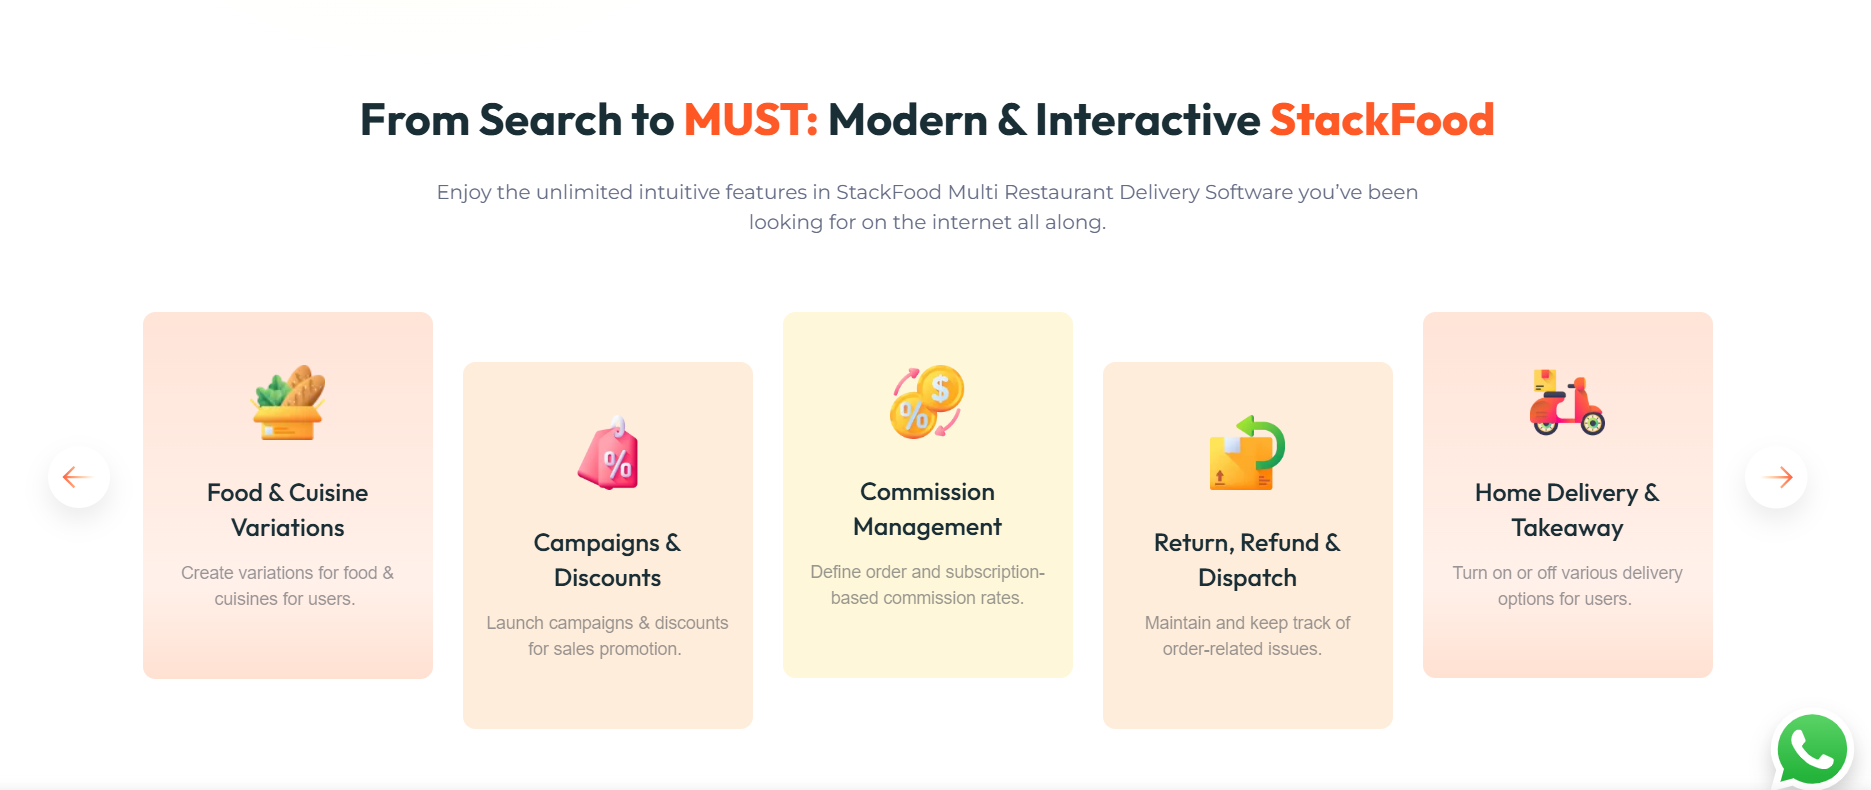 From Search to MUST: Modern & Interactive StackFood
Enjoy the unlimited intuitive features in StackFood Multi Restaurant Delivery Software you’ve been
looking for on the internet all along.
Food & Cuisine
Variations
Create variations for food &
cuisines for users.
%
Campaigns &
Discounts
Launch campaigns & discounts
for sales promotion.
$
%
Commission
Management
Define order and subscription-
based commission rates.
Return, Refund &
Dispatch
Maintain and keep track of
order-related issues.
Home Delivery &
Takeaway
Turn on or off various delivery
options for users.